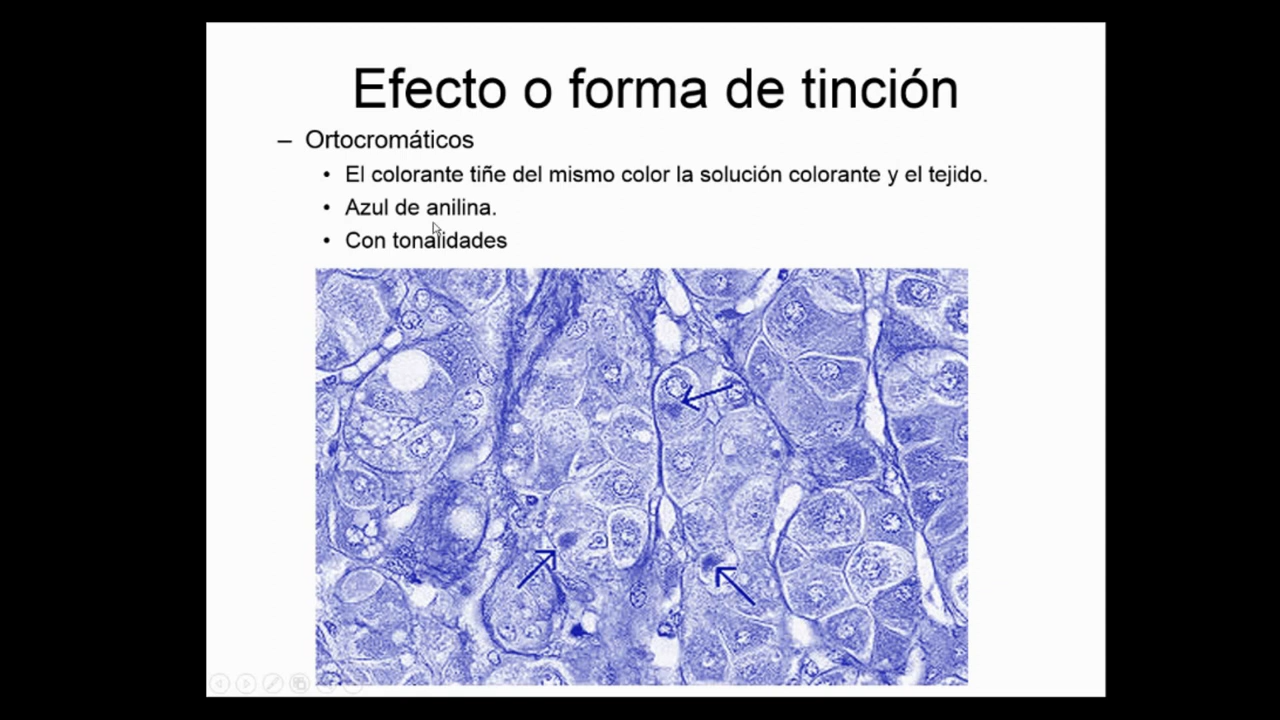 Efecto o forma de tinción
– Ortocromáticos
• El colorante tiñe del mismo color la solución colorante y el tejido.
• Azul de anilina.
• Con tonalidades